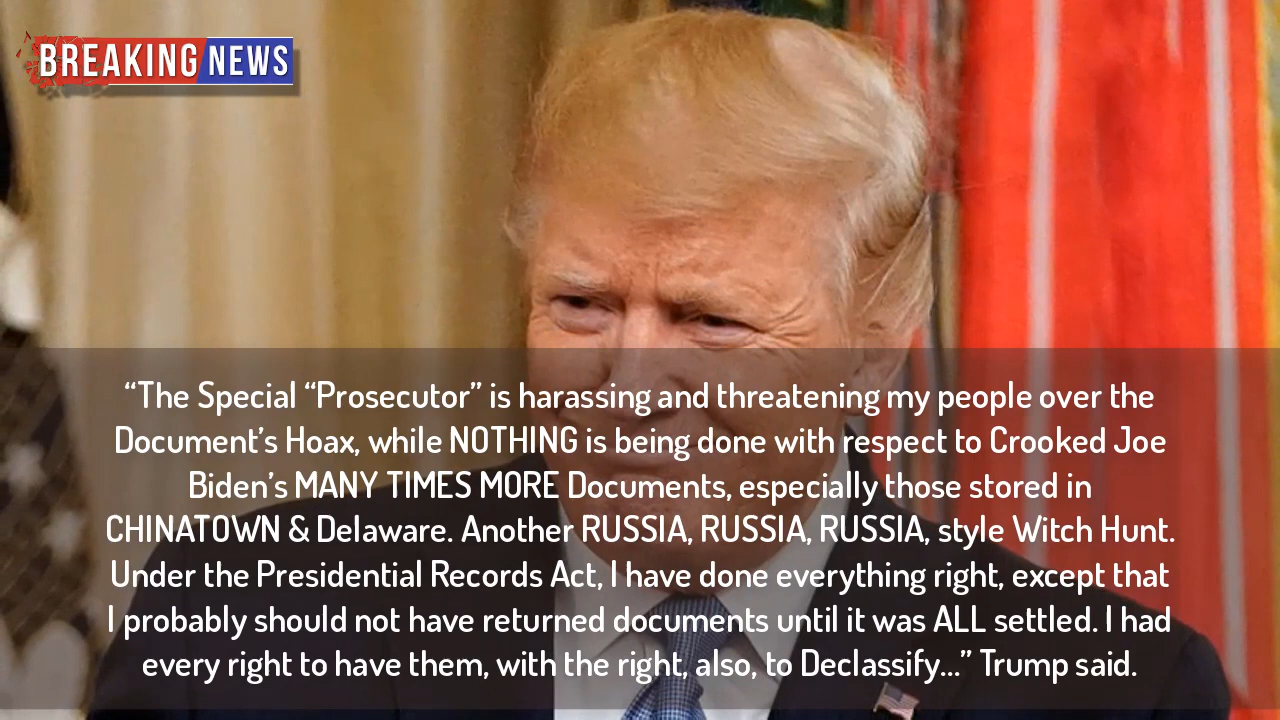 BREAKING NEWS
“The Special “Prosecutor” is harassing and threatening my people over the
Document’s Hoax, while NOTHING is being done with respect to Crooked Joe
Biden’s MANY TIMES MORE Documents, especially those stored in
CHINATOWN & Delaware. Another RUSSIA, RUSSIA, RUSSIA, style Witch Hunt.
Under the Presidential Records Act, I have done everything right, except that
I probably should not have returned documents until it was ALL settled. I had
every right to have them, with the right, also, to Declassify...” Trump said.